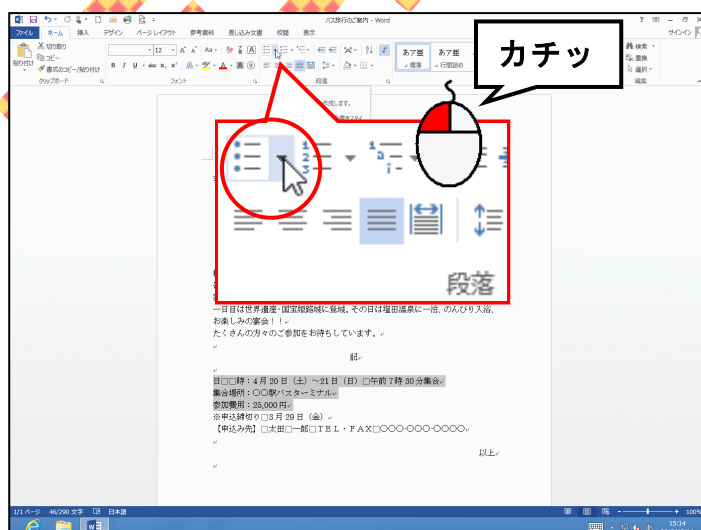 バス旅行のご案内 - Word
サインイン
ファイル ホーム 挿入 デザイン ページ レイアウト 参考資料 差し込み文書 校閲 表示
切り取り
コピー
書式のコピー/貼り付け
貼り付け
クリップボード
12
フォント
段落
あア亜 あア亜
標準 行間詰め
検索
置換
選択
編集
カチッ
段落
一日目は世界遺産・国宝姫路城に登城。その日は塩田温泉に一泊、のんびり入浴、
お楽しみの宴会！！
たくさんの方々のご参加をお待ちしています。
記
日□□時：4月20日（土）～21日（日）□午前7時30分集合
集合場所：○○駅バスターミナル
参加費用：25,000円
※申込締切り□3月29日（金）
【申込み先】□太田□一郎□ＴＥＬ・ＦＡＸ□○○○-○○○-○○○○
以上
1/1 ページ 46/290 文字 日本語
100%
15:14